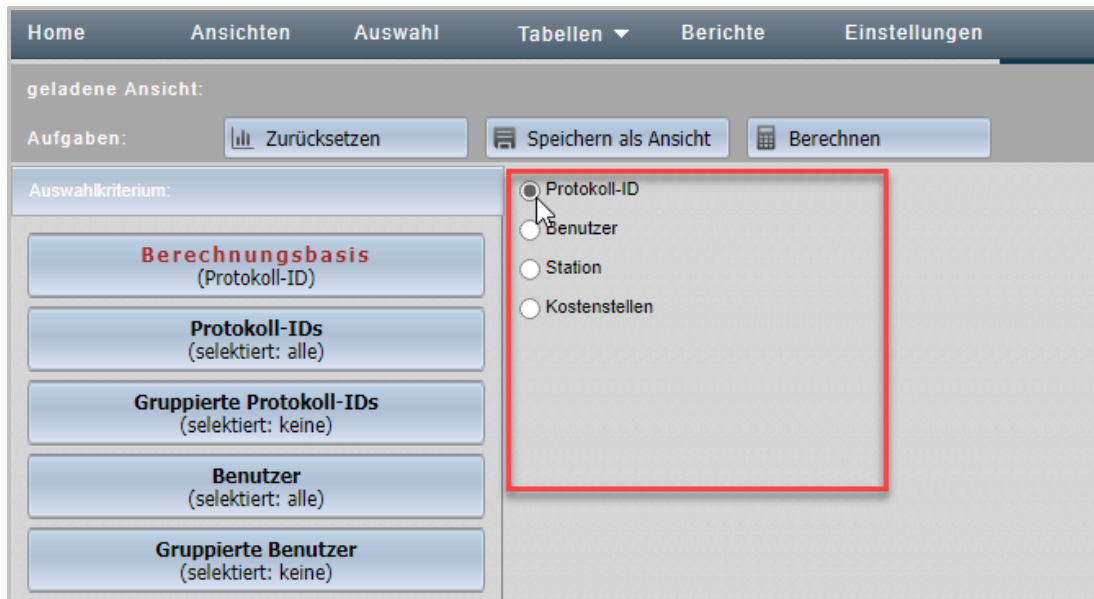 Home Ansichten Auswahl Tabellen Berichte Einstellungen
geladene Ansicht:
Aufgaben: Zurücksetzen Speichern als Ansicht Berechnen
Auswahlkriterium:
Berechnungsbasis
(Protokoll-ID)
Protokoll-IDs
(selektiert: alle)
Gruppierte Protokoll-IDs
(selektiert: keine)
Benutzer
(selektiert: alle)
Gruppierte Benutzer
(selektiert: keine)
Protokoll-ID
Benutzer
Station
Kostenstellen